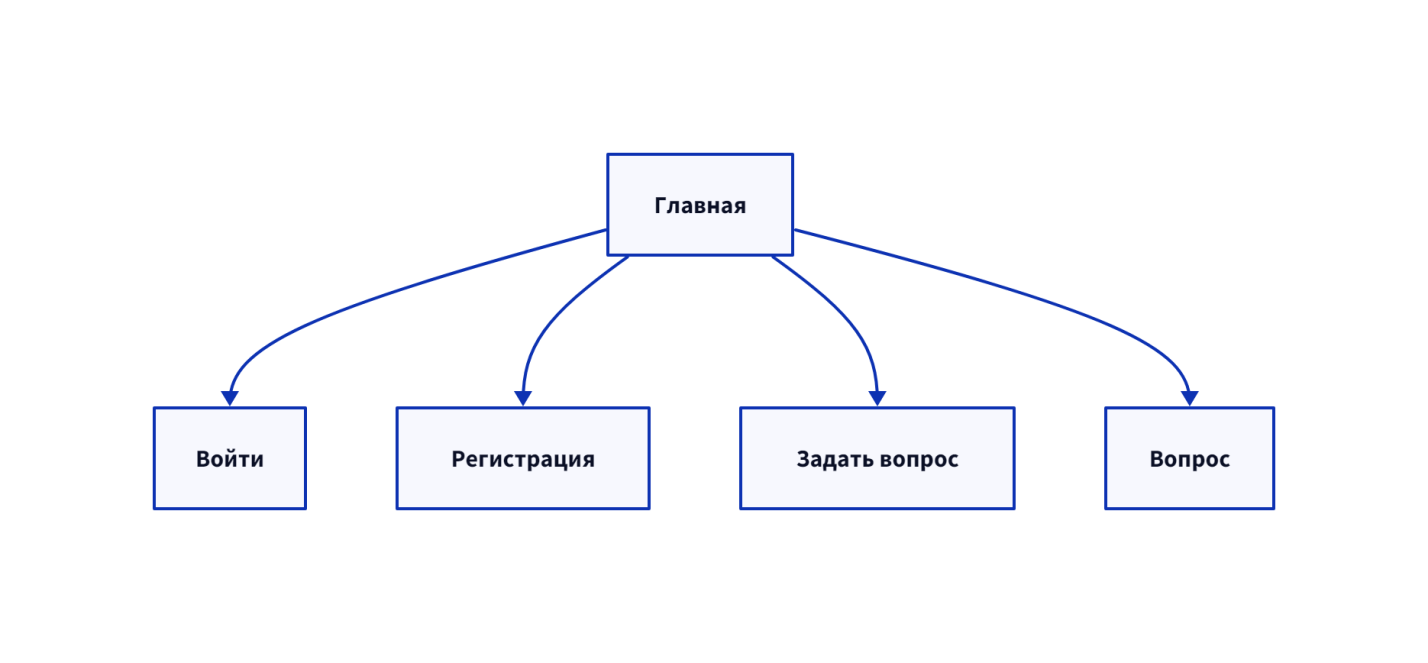 Главная
Войти
Регистрация
Задать вопрос
Вопрос